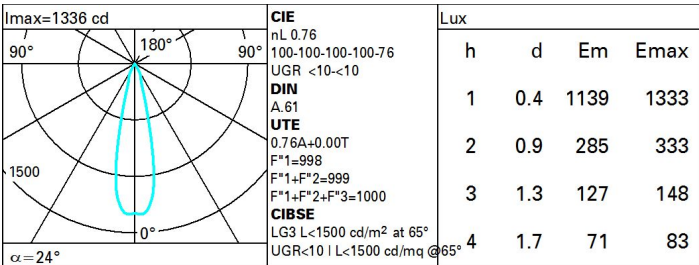 Imax=1336 cd
90°
180°
90°
1500
0°
α=24°
CIE
nL 0.76
100-100-100-100-76
UGR <10-<10
DIN
A.61
UTE
0.76A+0.00T
F"1=998
F"1+F"2=999
F"1+F"2+F"3=1000
CIBSE
LG3 L<1500 cd/m² at 65°
UGR<10 | L<1500 cd/mq @65°
Lux
h d Em Emax
1 0.4 1139 1333
2 0.9 285 333
3 1.3 127 148
4 1.7 71 83